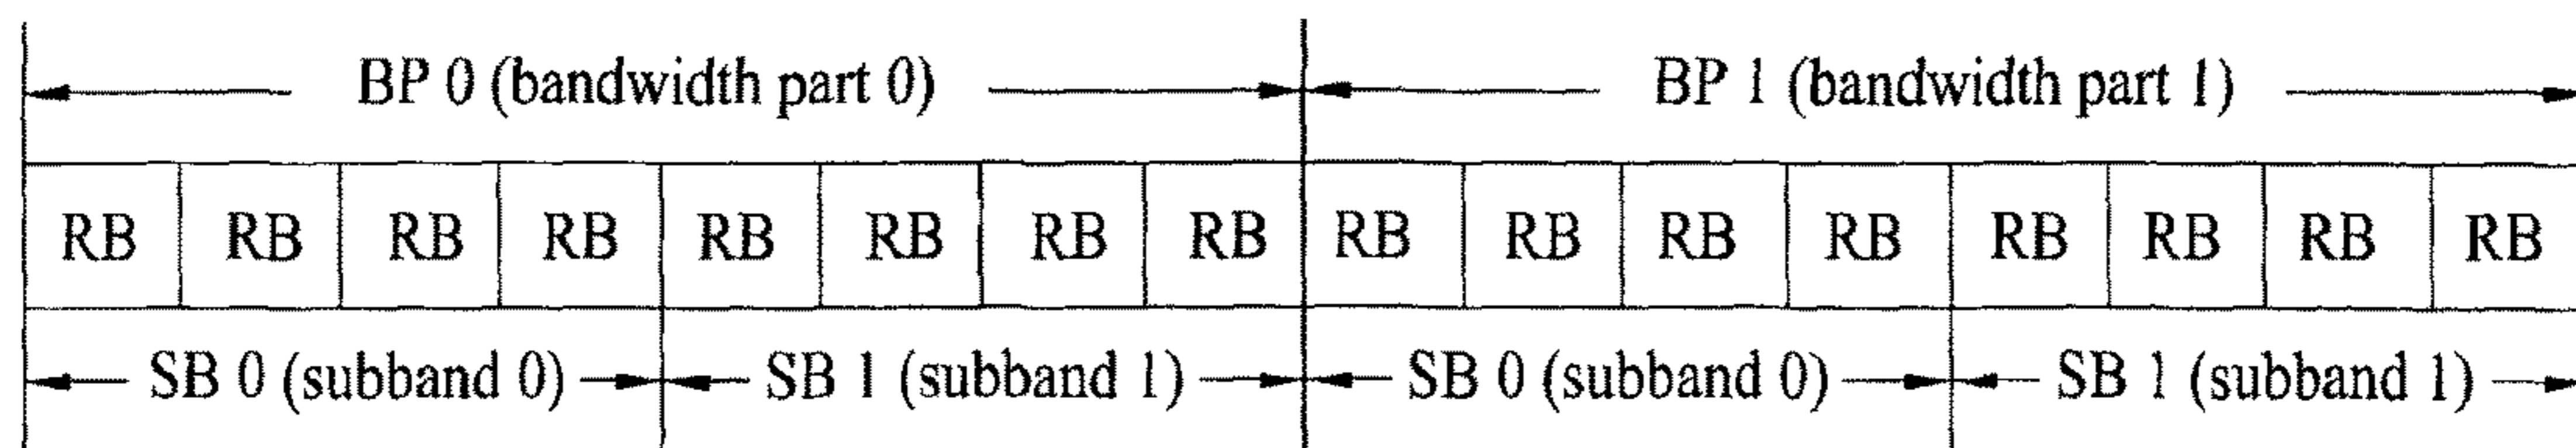 BP 0 (bandwidth part 0) BP 1 (bandwidth part 1)
RB RB RB RB RB RB RB RB RB RB RB RB RB RB RB RB
SB 0 (subband 0) SB 1 (subband 1) SB 0 (subband 0) SB 1 (subband 1)